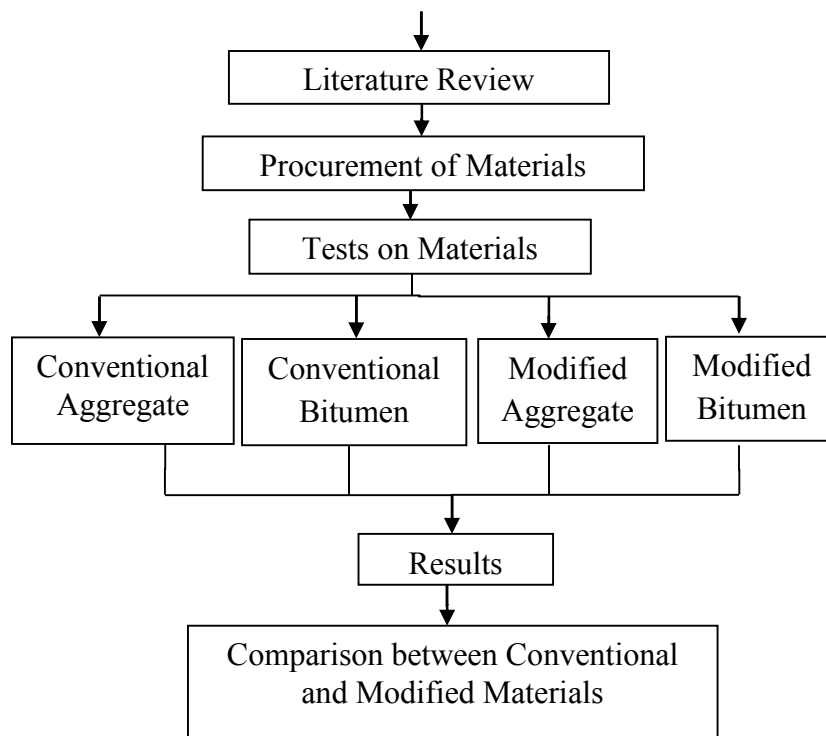 Literature Review
Procurement of Materials
Tests on Materials
Conventional
Aggregate
Conventional
Bitumen
Modified
Aggregate
Modified
Bitumen
Results
Comparison between Conventional
and Modified Materials